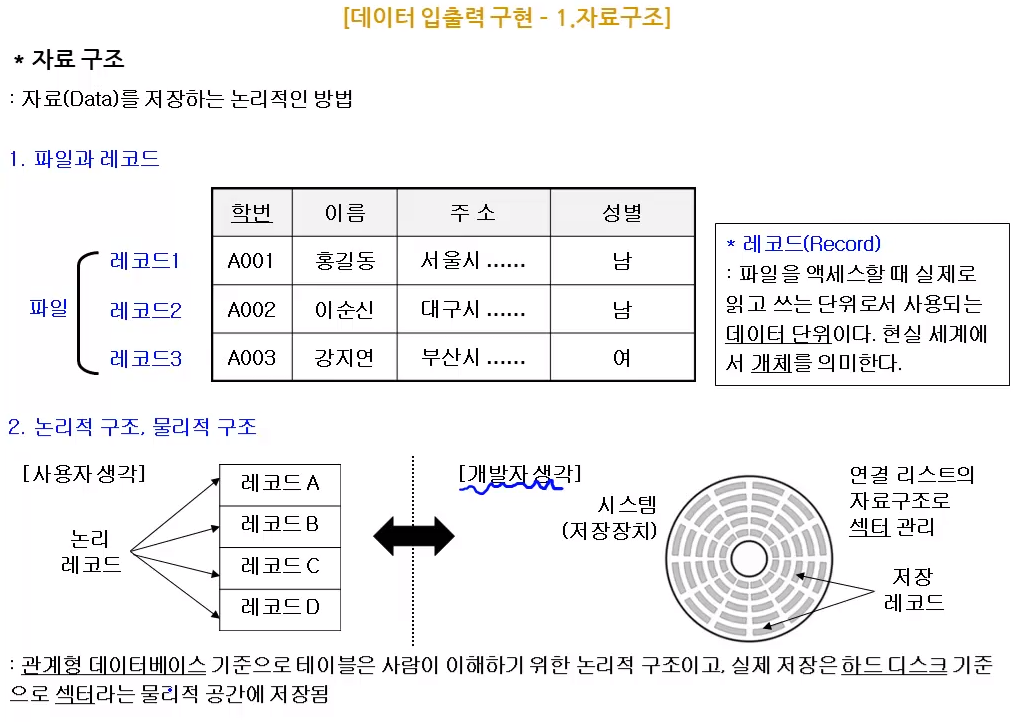 [데이터 입출력 구현 - 1.자료구조]
* 자료 구조
: 자료(Data)를 저장하는 논리적인 방법
1. 파일과 레코드
학번 이름 주 소 성별
레코드1 A001 홍길동 서울시 ...... 남
파일 레코드2 A002 이순신 대구시 ...... 남
레코드3 A003 강지연 부산시 ...... 여
* 레코드(Record)
: 파일을 액세스할 때 실제로
읽고 쓰는 단위로서 사용되는
데이터 단위이다. 현실 세계에
서 개체를 의미한다.
2. 논리적 구조, 물리적 구조
[사용자 생각]
논리
레코드
레코드 A
레코드 B
레코드 C
레코드 D
[개발자 생각]
시스템
(저장장치)
연결 리스트의
자료구조로
섹터 관리
저장
레코드
: 관계형 데이터베이스 기준으로 테이블은 사람이 이해하기 위한 논리적 구조이고, 실제 저장은 하드 디스크 기준
으로 섹터라는 물리적 공간에 저장됨